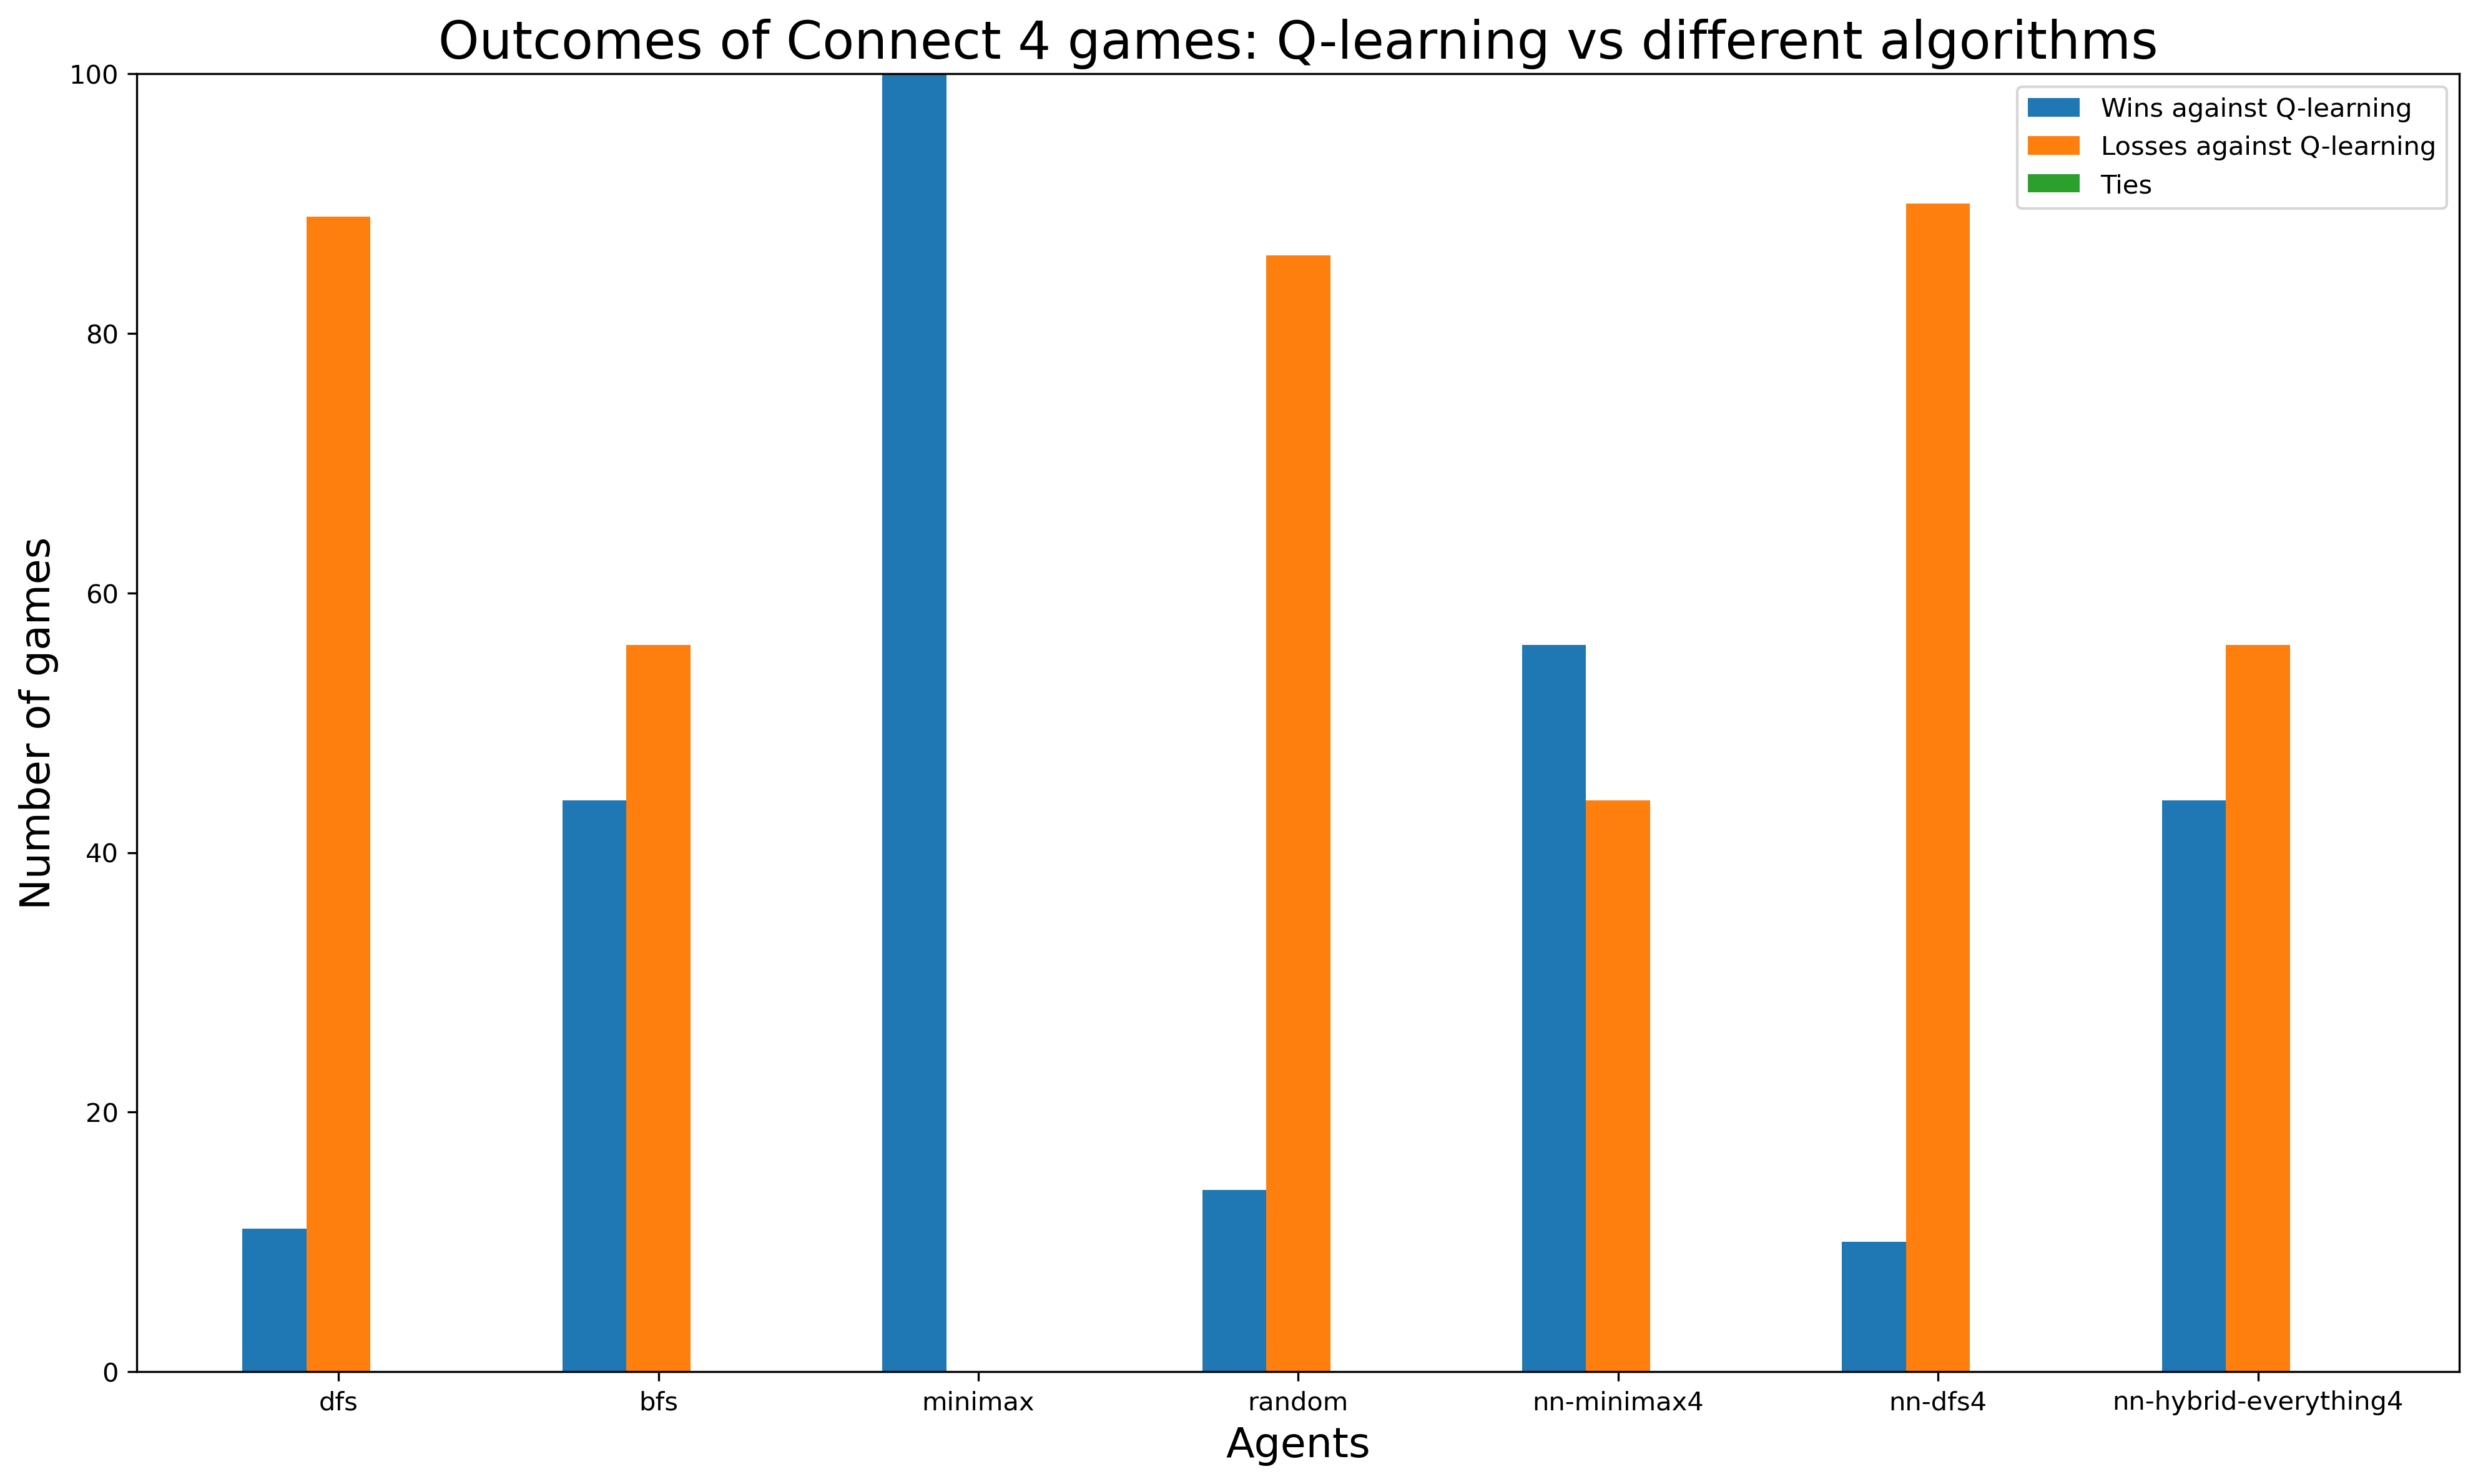 Outcomes of Connect 4 games: Q-learning vs different algorithms
100
80
60
40
20
0
Number of games
Wins against Q-learning
Losses against Q-learning
Ties
dfs
bfs
minimax
random
nn-minimax4
nn-dfs4
nn-hybrid-everything4
Agents